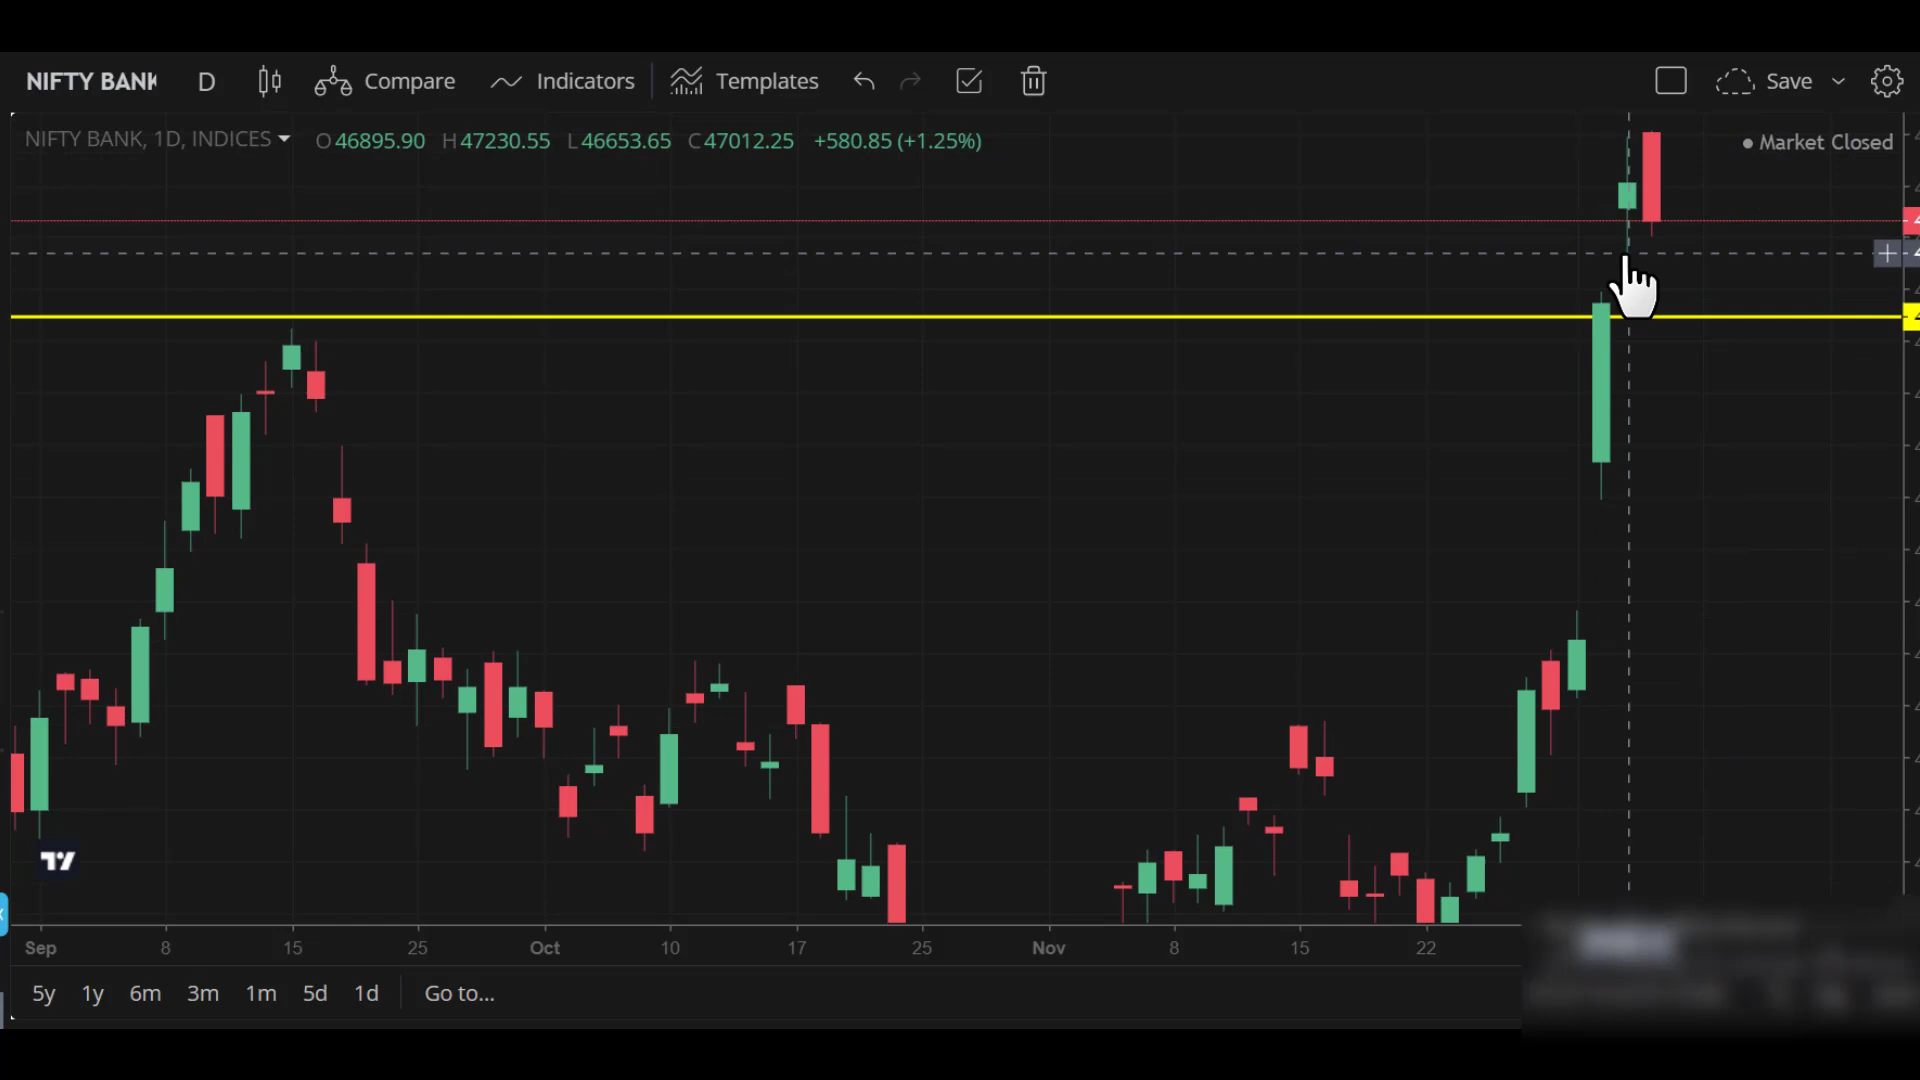 NIFTY BANK D Compare Indicators Templates Save
NIFTY BANK, 1D, INDICES O46895.90 H47230.55 L46653.65 C47012.25 +580.85 (+1.25%) Market Closed
Sep 8 15 25 Oct 10 17 25 Nov 8 15 22
5y 1y 6m 3m 1m 5d 1d Go to...